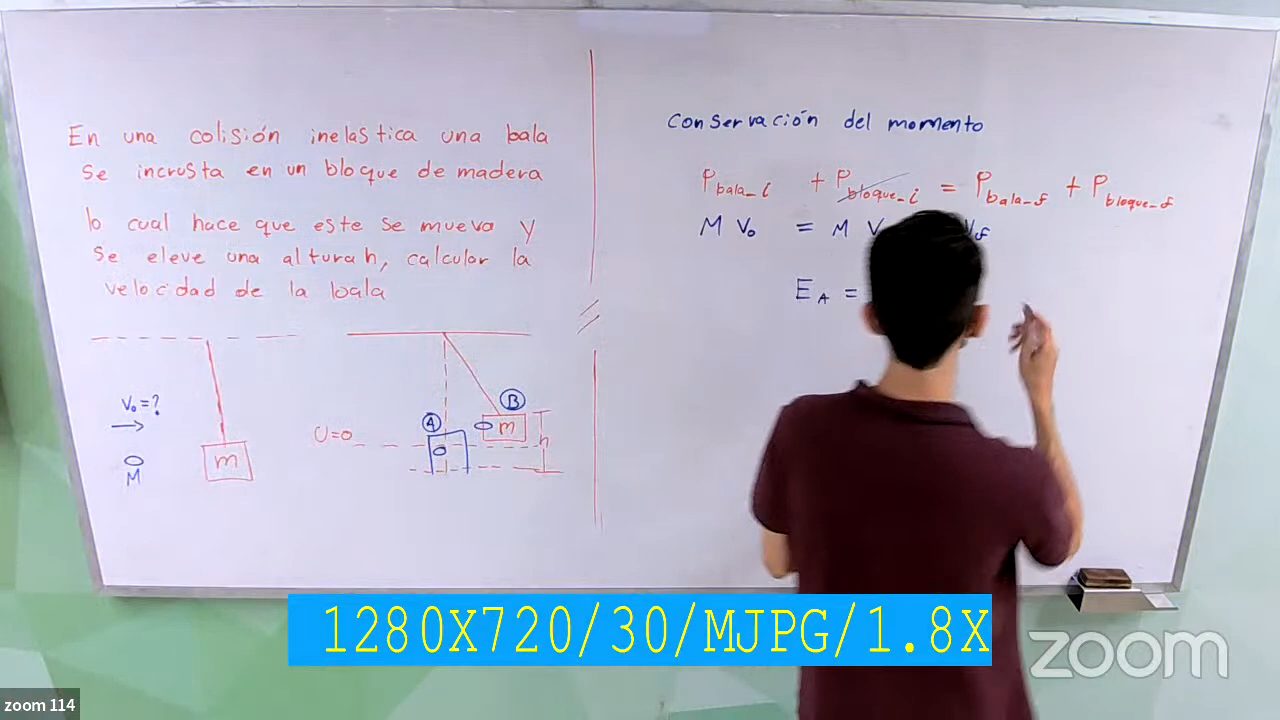 En una colisión inelastica una bala
se incrusta en un bloque de madera
lo cual hace que este se mueva y
se eleve una altura h, calcular la
velocidad de la bala
V₀=?
M
m
U=0
A
B
m
h
Conservación del momento
P bala_i + P bloque_i = P bala_f + P bloque_f
M V₀ = M V
E A =
1280X720/30/MJPG/1.8X
zoom
zoom 114